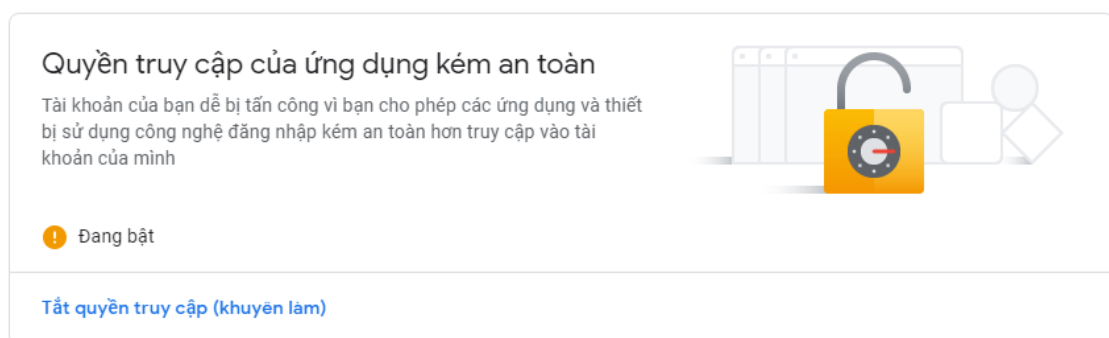 Quyền truy cập của ứng dụng kém an toàn
Tài khoản của bạn dễ bị tấn công vì bạn cho phép các ứng dụng và thiết
bị sử dụng công nghệ đăng nhập kém an toàn hơn truy cập vào tài
khoản của mình
Đang bật
Tắt quyền truy cập (khuyên làm)